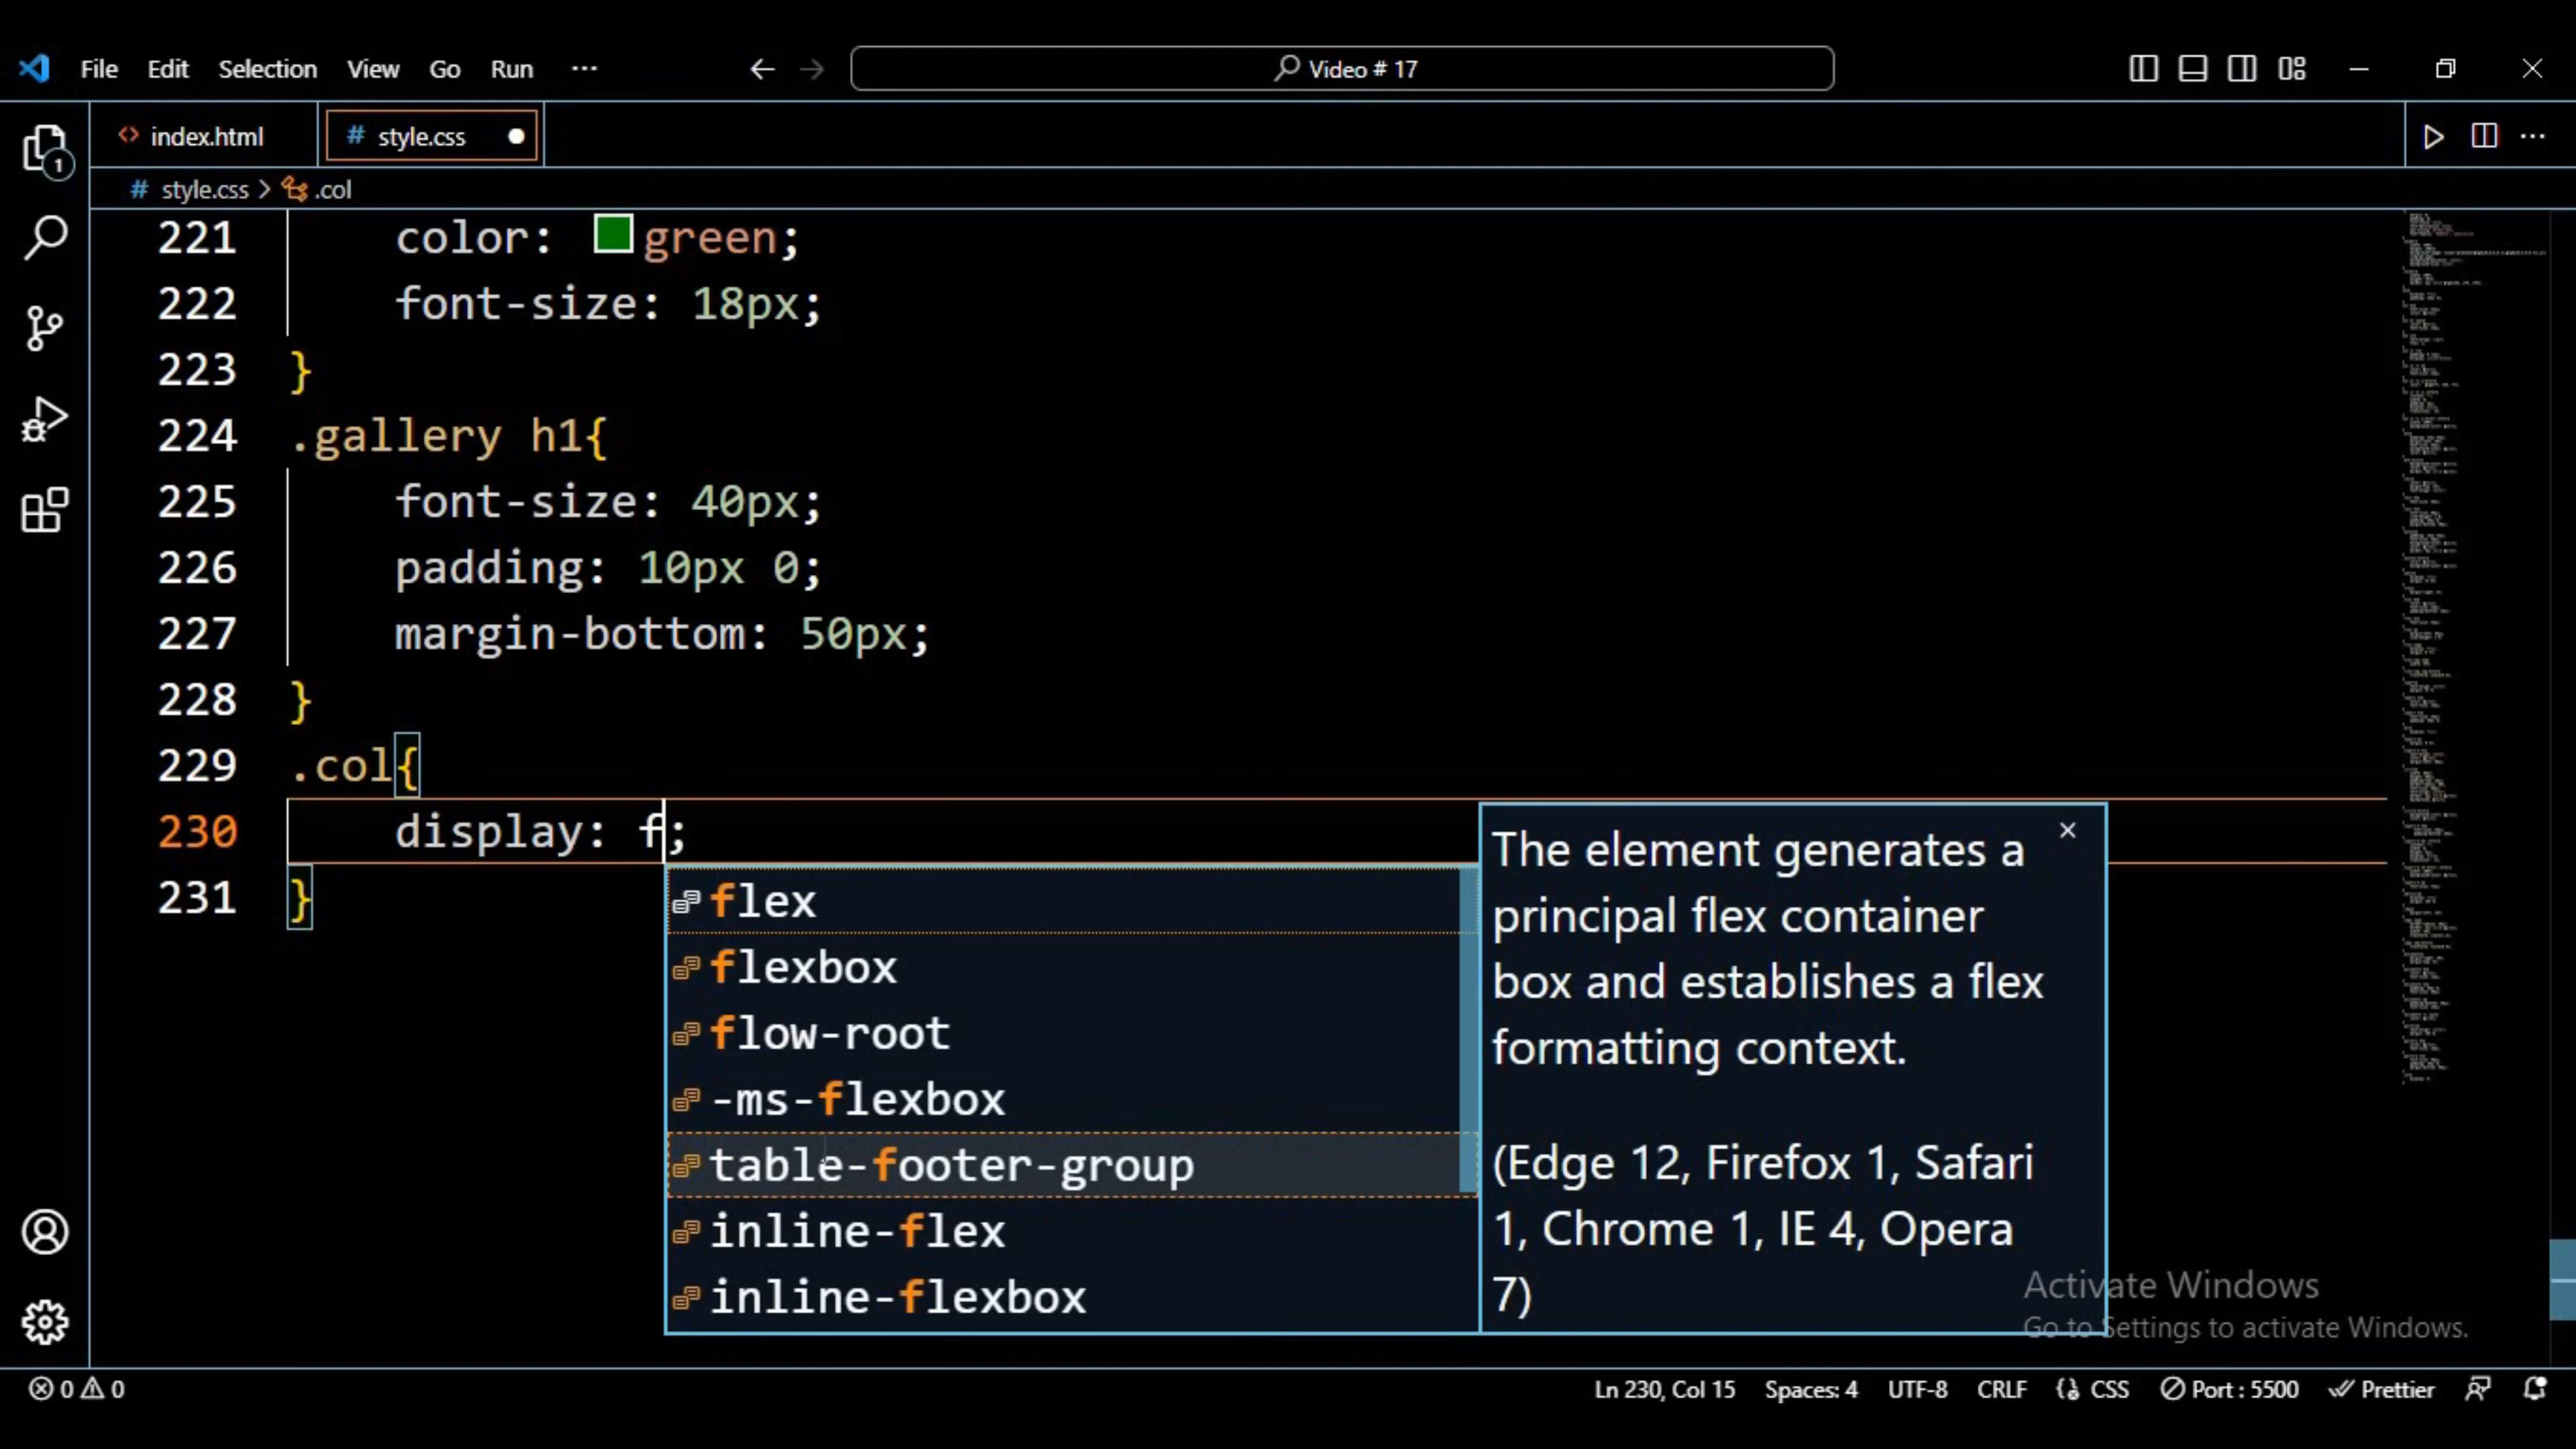 File Edit Selection View Go Run ··· Video # 17
index.html # style.css
# style.css > .col
1
221 color: green;
222 font-size: 18px;
223 }
224 .gallery h1{
225 font-size: 40px;
226 padding: 10px 0;
227 margin-bottom: 50px;
228 }
229 .col{
230 display: f;
231 }
flex
flexbox
flow-root
-ms-flexbox
table-footer-group
inline-flex
inline-flexbox
The element generates a
principal flex container
box and establishes a flex
formatting context.
(Edge 12, Firefox 1, Safari
1, Chrome 1, IE 4, Opera
7)
Activate Windows
Go to Settings to activate Windows.
0 0 Ln 230, Col 15 Spaces: 4 UTF-8 CRLF CSS Port : 5500 Prettier